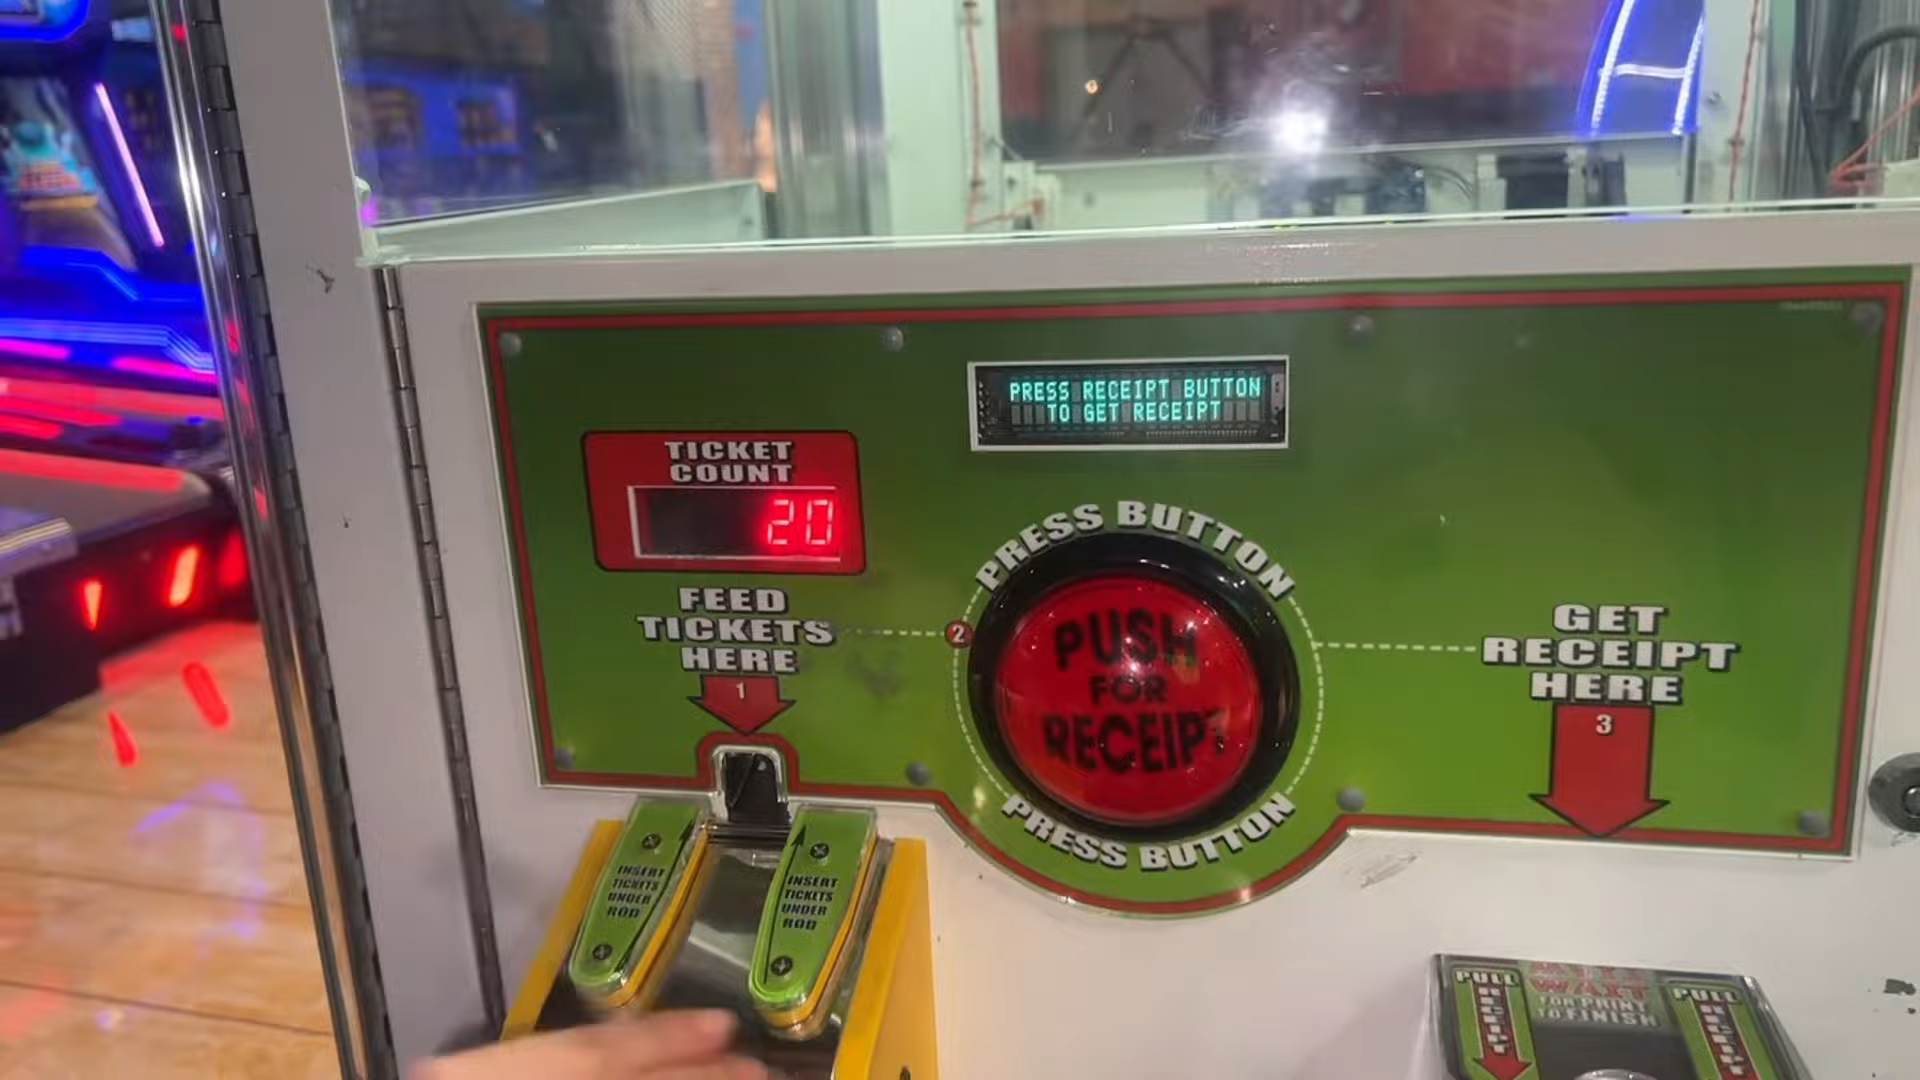 PRESS RECEIPT BUTTON
TO GET RECEIPT
TICKET
COUNT
20
FEED
TICKETS
HERE
1
2
PRESS BUTTON
PUSH
FOR
RECEIPT
PRESS BUTTON
GET
RECEIPT
HERE
3
INSERT
TICKETS
UNDER
ROD
INSERT
TICKETS
UNDER
ROD
PULL
RECEIPT
WAIT
FOR PRINT
TO FINISH
PULL
RECEIPT